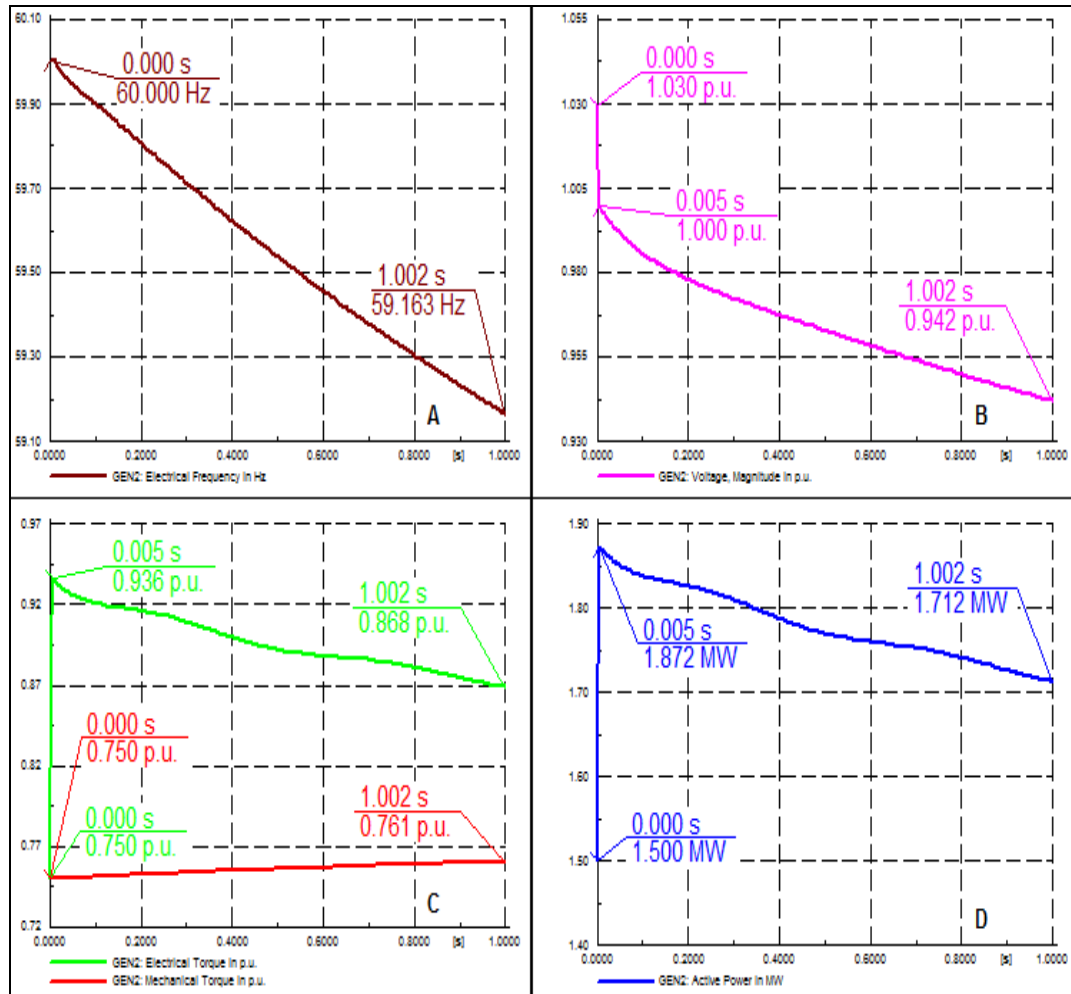 60.10
59.90
59.70
59.50
59.30
59.10
0.000 s
60.000 Hz
1.002 s
59.163 Hz
A
0.0000
0.2000
0.4000
0.6000
0.8000
[s]
1.0000
GEN2: Electrical Frequency in Hz
1.055
1.030
1.005
0.980
0.955
0.930
0.000 s
1.030 p.u.
0.005 s
1.000 p.u.
1.002 s
0.942 p.u.
B
0.0000
0.2000
0.4000
0.6000
0.8000
[s]
1.0000
GEN2: Voltage, Magnitude in p.u.
0.97
0.92
0.87
0.82
0.77
0.72
0.005 s
0.936 p.u.
1.002 s
0.868 p.u.
0.000 s
0.750 p.u.
0.000 s
0.750 p.u.
1.002 s
0.761 p.u.
C
0.0000
0.2000
0.4000
0.6000
0.8000
[s]
1.0000
GEN2: Electrical Torque in p.u.
GEN2: Mechanical Torque in p.u.
1.90
1.80
1.70
1.60
1.50
1.40
1.002 s
1.712 MW
0.005 s
1.872 MW
0.000 s
1.500 MW
D
0.0000
0.2000
0.4000
0.6000
0.8000
[s]
1.0000
GEN2: Active Power in MW